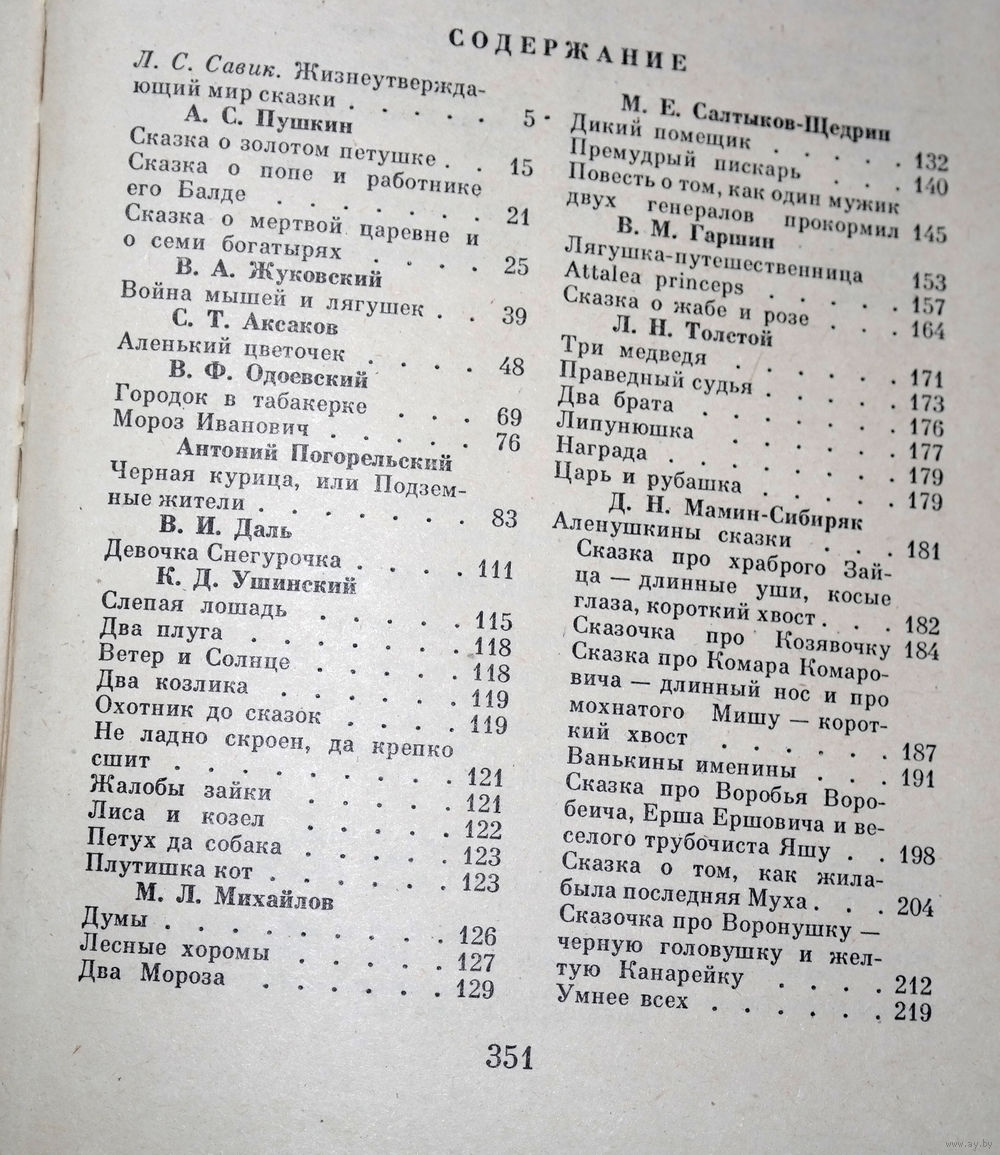 СОДЕРЖАНИЕ
Л. С. Савик. Жизнеутвержда-
ющий мир сказки . . . . . 5
А. С. Пушкин
Сказка о золотом петушке . . 15
Сказка о попе и работнике
его Балде . . . . . . . 21
Сказка о мертвой царевне и
о семи богатырях . . . . 25
В. А. Жуковский
Война мышей и лягушек . . 39
С. Т. Аксаков
Аленький цветочек . . . . 48
В. Ф. Одоевский
Городок в табакерке . . . 69
Мороз Иванович . . . . . 76
Антоний Погорельский
Черная курица, или Подзем-
ные жители . . . . . . . 83
В. И. Даль
Девочка Снегурочка . . . . 111
К. Д. Ушинский
Слепая лошадь . . . . . 115
Два плуга . . . . . . 118
Ветер и Солнце . . . . . 118
Два козлика . . . . . 119
Охотник до сказок . . . . 119
Не ладно скроен, да крепко
сшит . . . . . . . . 121
Жалобы зайки . . . . . 121
Лиса и козел . . . . . 122
Петух да собака . . . . . 123
Плутишка кот . . . . . . 123
М. Л. Михайлов
Думы . . . . . . . . 126
Лесные хоромы . . . . . 127
Два Мороза . . . . . . 129
М. Е. Салтыков-Щедрин
Дикий помещик . . . . . 132
Премудрый пискарь . . . 140
Повесть о том, как один мужик
двух генералов прокормил 145
В. М. Гаршин
Лягушка-путешественница 153
Attalea princeps . . . . 157
Сказка о жабе и розе . . . 164
Л. Н. Толстой
Три медведя . . . . . 171
Праведный судья . . . . . 173
Два брата . . . . . . 176
Липунюшка . . . . . 177
Награда . . . . . . . 179
Царь и рубашка . . . . . 179
Д. Н. Мамин-Сибиряк
Аленушкины сказки . . . 181
Сказка про храброго Зай-
ца — длинные уши, косые
глаза, короткий хвост . . . 182
Сказочка про Козявочку 184
Сказка про Комара Комаро-
вича — длинный нос и про
мохнатого Мишу — корот-
кий хвост . . . . . . 187
Ванькины именины . . . 191
Сказка про Воробья Воро-
беича, Ерша Ершовича и ве-
селого трубочиста Яшу . . 198
Сказка о том, как жила-
была последняя Муха . . . 204
Сказочка про Воронушку —
черную головушку и жел-
тую Канарейку . . . . 212
Умнее всех . . . . . . 219
351
www.ay.by